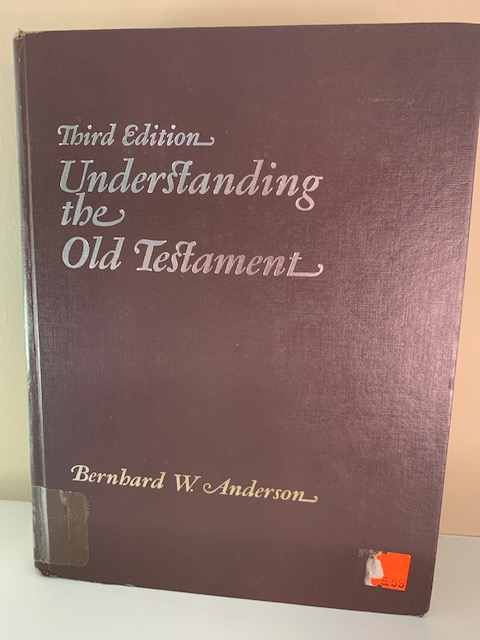 Third Edition
Understanding
the
Old Testament
Bernhard W. Anderson